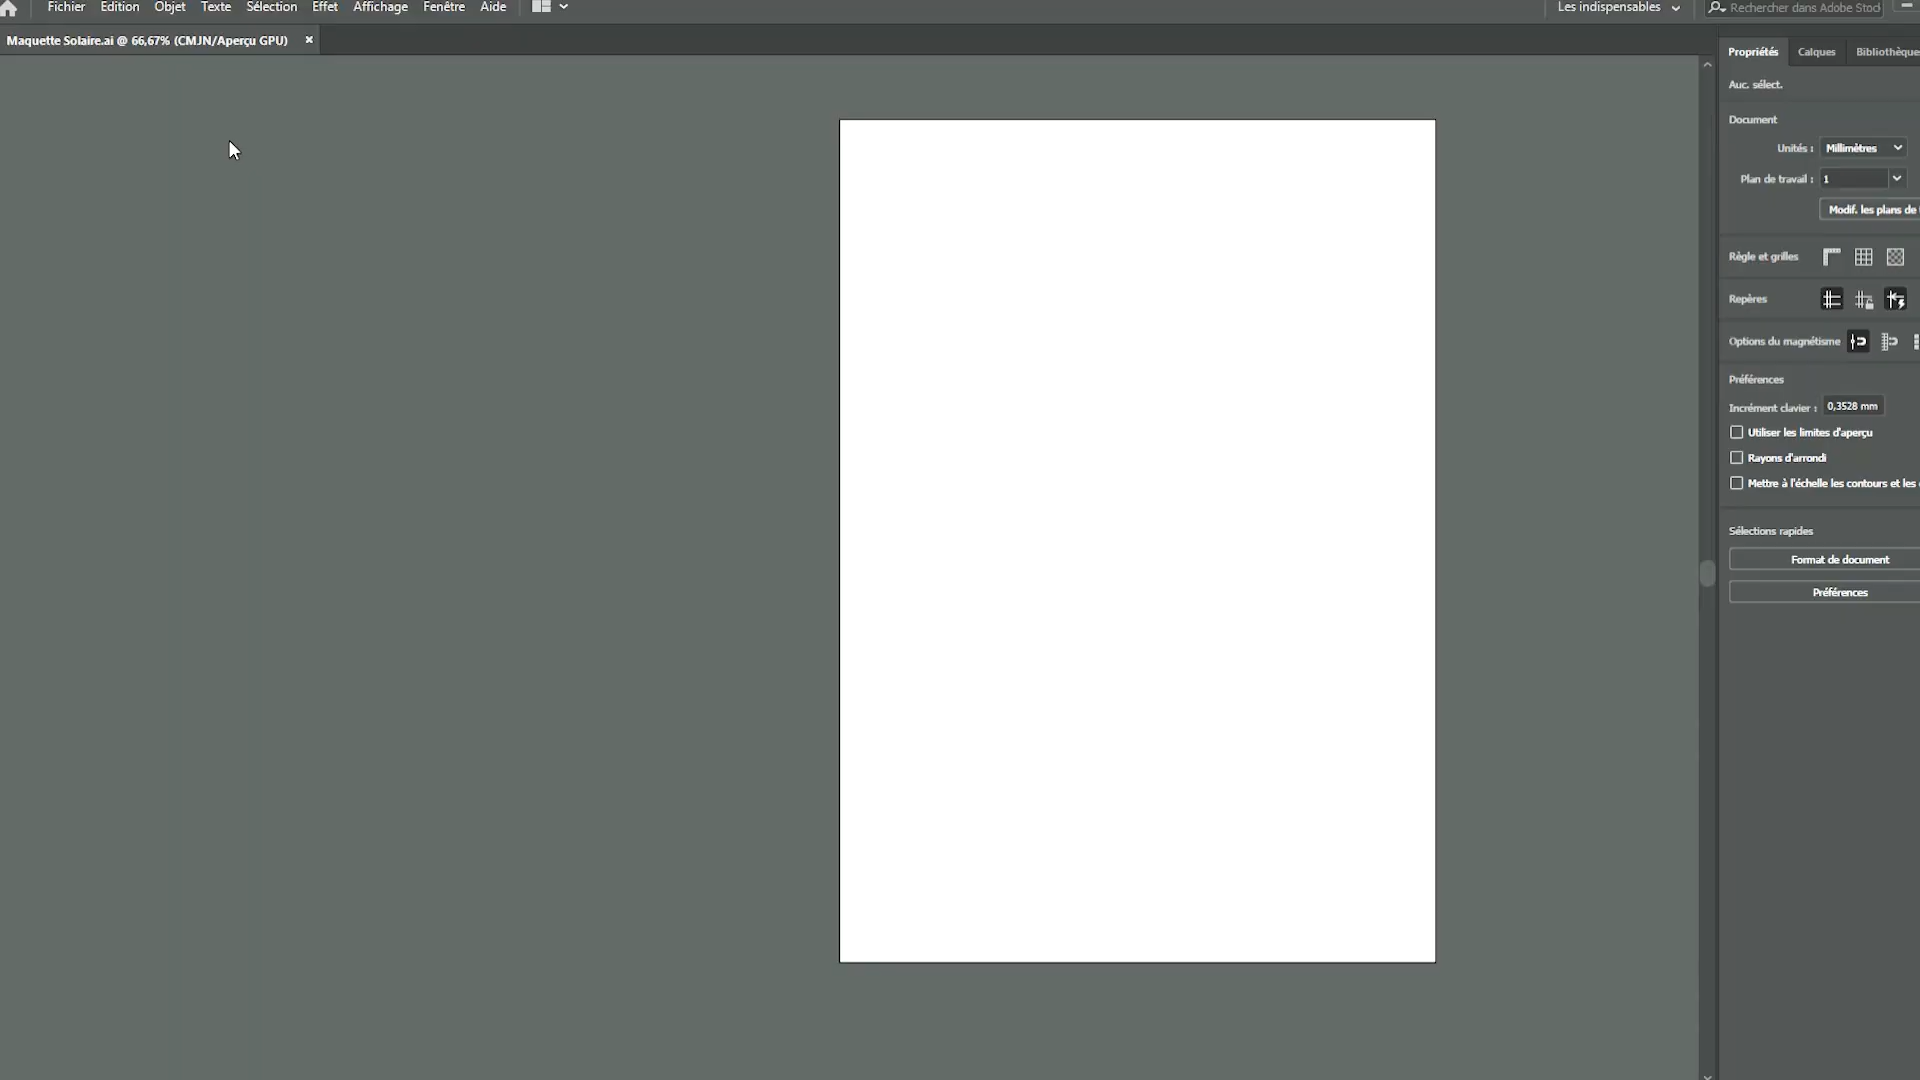 Fichier Edition Objet Texte Sélection Effet Affichage Fenêtre Aide Les indispensables Rechercher dans Adobe Stoc
Maquette Solaire.ai @ 66,67% (CMJN/Aperçu GPU) ×
Propriétés Calques Bibliothèque
Auc. sélect.
Document
Unités : Millimètres
Plan de travail : 1
Modif. les plans de
Règle et grilles
Repères
Options du magnétisme
Préférences
Incrément clavier : 0,3528 mm
Utiliser les limites d'aperçu
Rayons d'arrondi
Mettre à l'échelle les contours et les
Sélections rapides
Format de document
Préférences